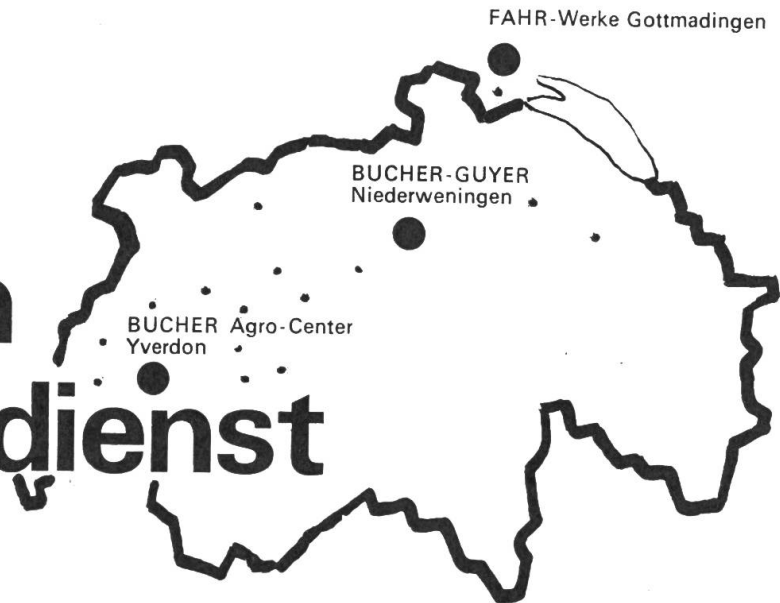 FAHR-Werke Gottmadingen
BUCHER-GUYER
Niederweningen
BUCHER Agro-Center
Yverdon
dienst